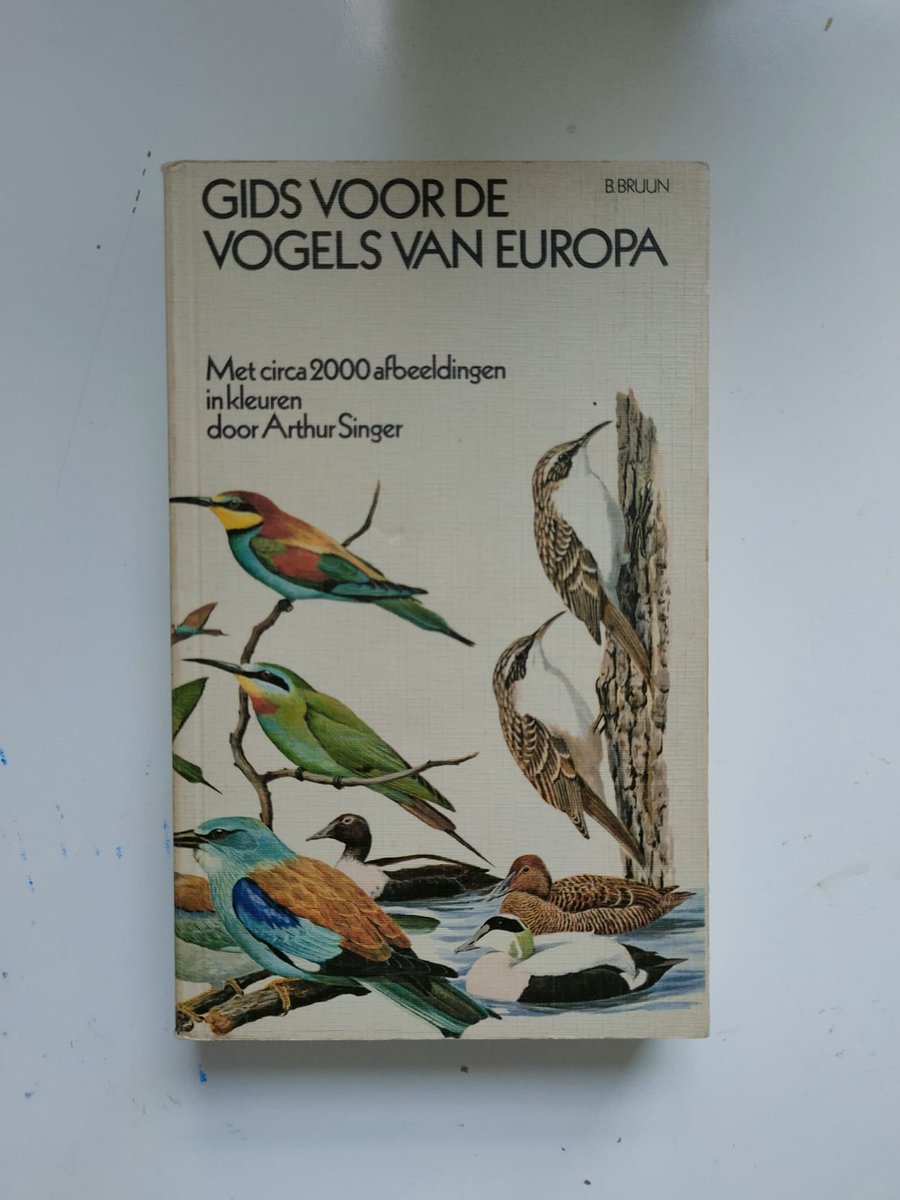 GIDS VOOR DE
B. BRUUN
VOGELS VAN EUROPA
Met circa 2000 afbeeldingen
in kleuren
door Arthur Singer